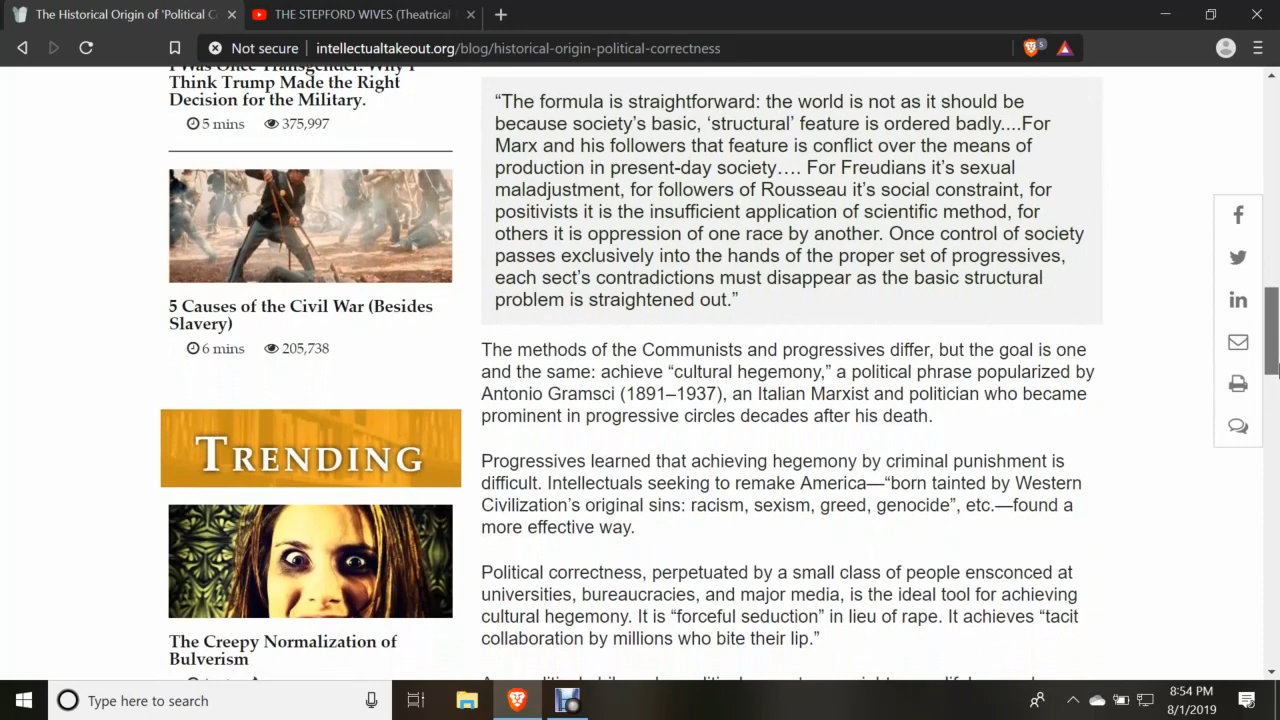 The Historical Origin of 'Political C
THE STEPFORD WIVES (Theatrical
Not secure
intellectualtakeout.org/blog/historical-origin-political-correctness
5
I Was Once Transgender. Why I
Think Trump Made the Right
Decision for the Military.
5 mins 375,997
5 Causes of the Civil War (Besides
Slavery)
6 mins 205,738
TRENDING
The Creepy Normalization of
Bulverism
“The formula is straightforward: the world is not as it should be
because society’s basic, ‘structural’ feature is ordered badly....For
Marx and his followers that feature is conflict over the means of
production in present-day society…. For Freudians it’s sexual
maladjustment, for followers of Rousseau it’s social constraint, for
positivists it is the insufficient application of scientific method, for
others it is oppression of one race by another. Once control of society
passes exclusively into the hands of the proper set of progressives,
each sect’s contradictions must disappear as the basic structural
problem is straightened out.”
The methods of the Communists and progressives differ, but the goal is one
and the same: achieve “cultural hegemony,” a political phrase popularized by
Antonio Gramsci (1891–1937), an Italian Marxist and politician who became
prominent in progressive circles decades after his death.
Progressives learned that achieving hegemony by criminal punishment is
difficult. Intellectuals seeking to remake America—“born tainted by Western
Civilization’s original sins: racism, sexism, greed, genocide”, etc.—found a
more effective way.
Political correctness, perpetuated by a small class of people ensconced at
universities, bureaucracies, and major media, is the ideal tool for achieving
cultural hegemony. It is “forceful seduction” in lieu of rape. It achieves “tacit
collaboration by millions who bite their lip.”
Type here to search
8:54 PM
8/1/2019